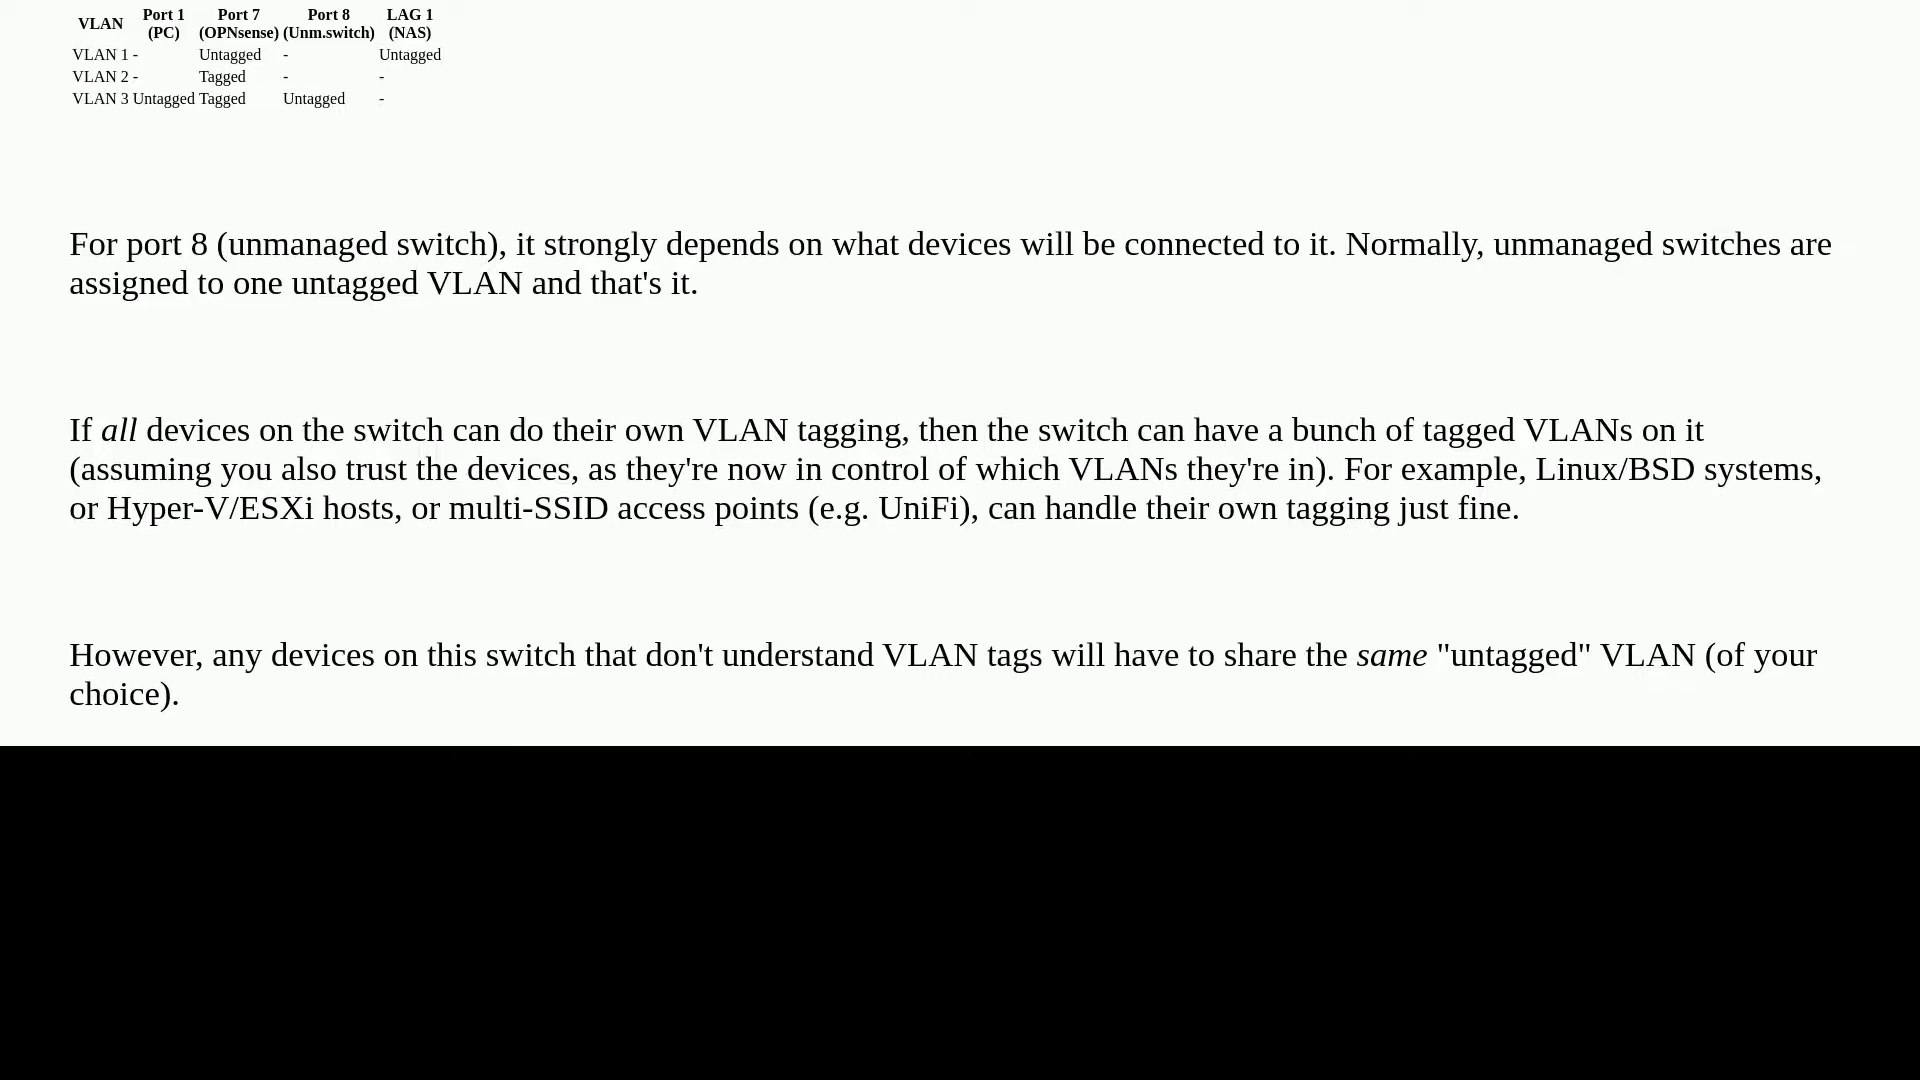 VLAN Port 1 (PC) Port 7 (OPNsense) Port 8 (Unm.switch) LAG 1 (NAS)
VLAN 1 - Untagged - Untagged
VLAN 2 - Tagged - -
VLAN 3 Untagged Tagged Untagged -
For port 8 (unmanaged switch), it strongly depends on what devices will be connected to it. Normally, unmanaged switches are
assigned to one untagged VLAN and that's it.
If all devices on the switch can do their own VLAN tagging, then the switch can have a bunch of tagged VLANs on it
(assuming you also trust the devices, as they're now in control of which VLANs they're in). For example, Linux/BSD systems,
or Hyper-V/ESXi hosts, or multi-SSID access points (e.g. UniFi), can handle their own tagging just fine.
However, any devices on this switch that don't understand VLAN tags will have to share the same "untagged" VLAN (of your
choice).